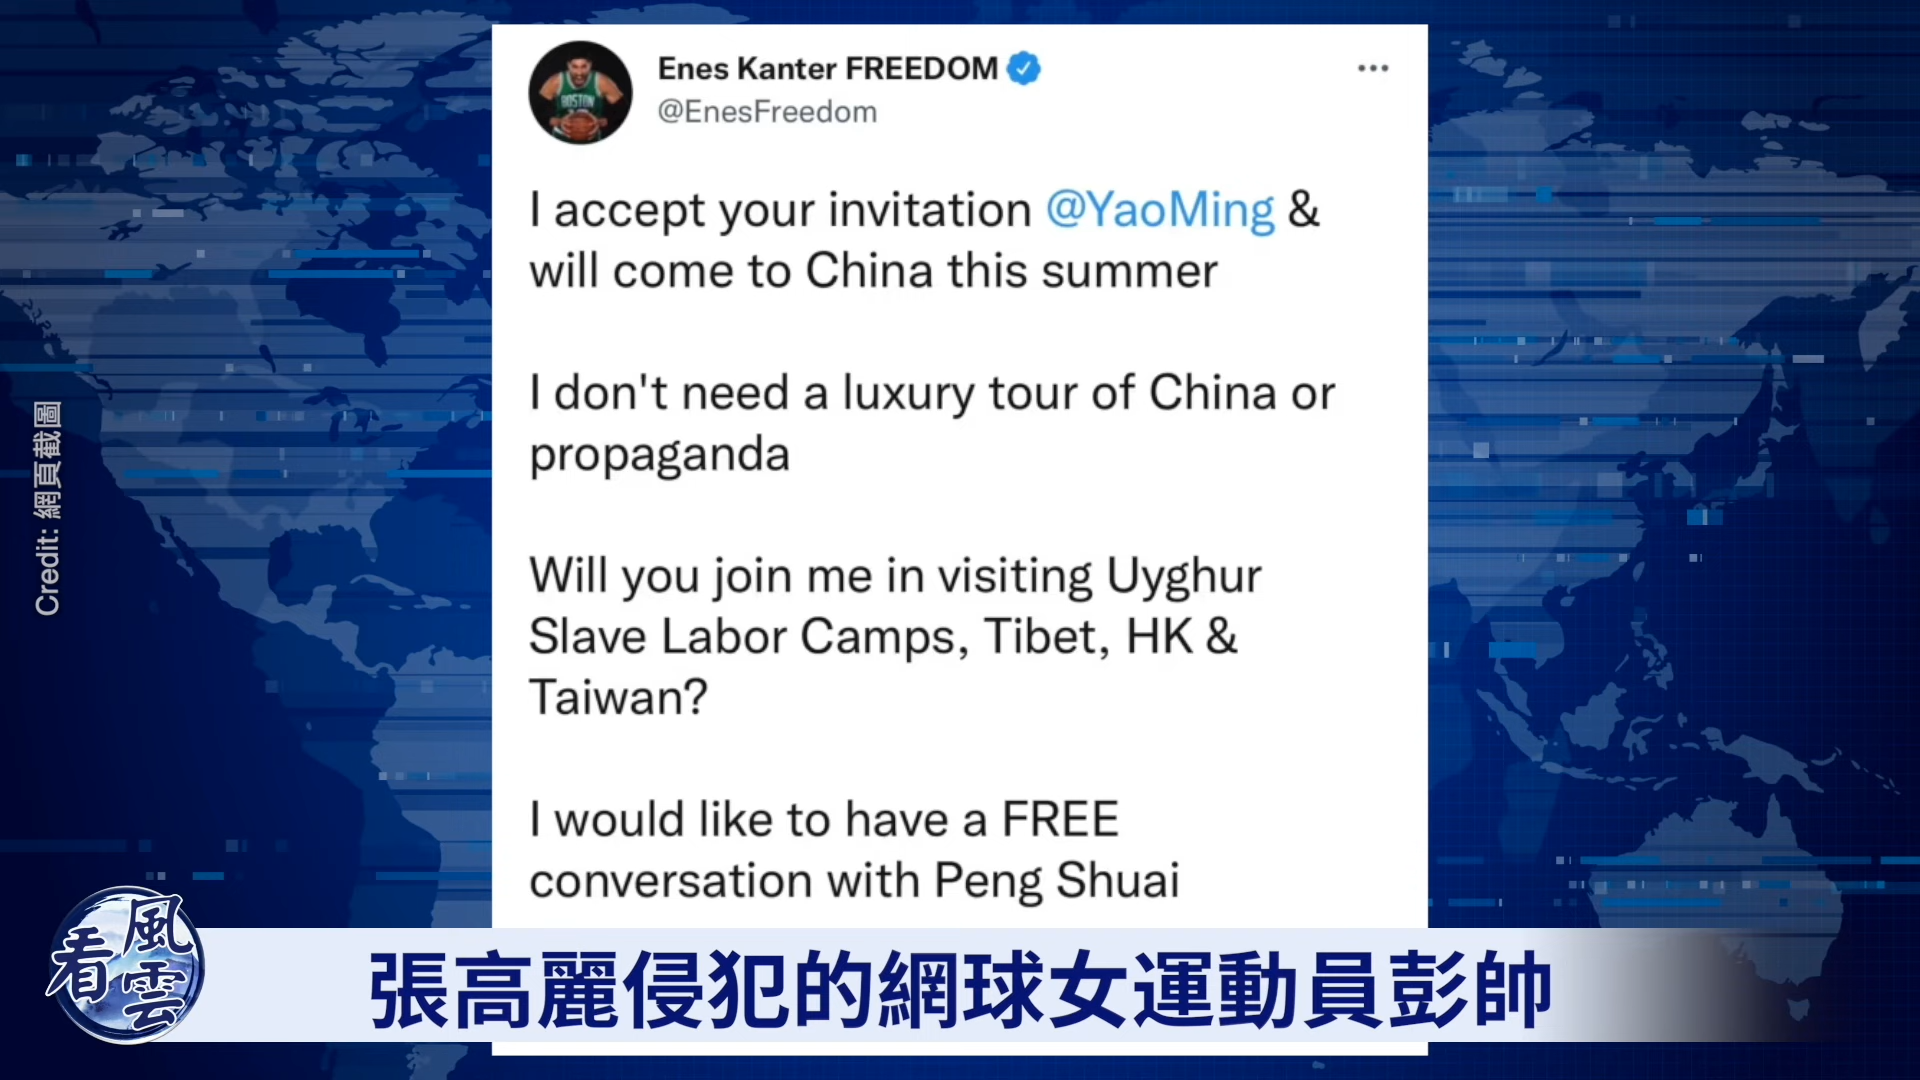 Enes Kanter FREEDOM
@EnesFreedom
I accept your invitation @YaoMing &
will come to China this summer
I don't need a luxury tour of China or
propaganda
Will you join me in visiting Uyghur
Slave Labor Camps, Tibet, HK &
Taiwan?
I would like to have a FREE
conversation with Peng Shuai
Credit: 網頁截圖
看風雲
張高麗侵犯的網球女運動員彭帥
BOSTON